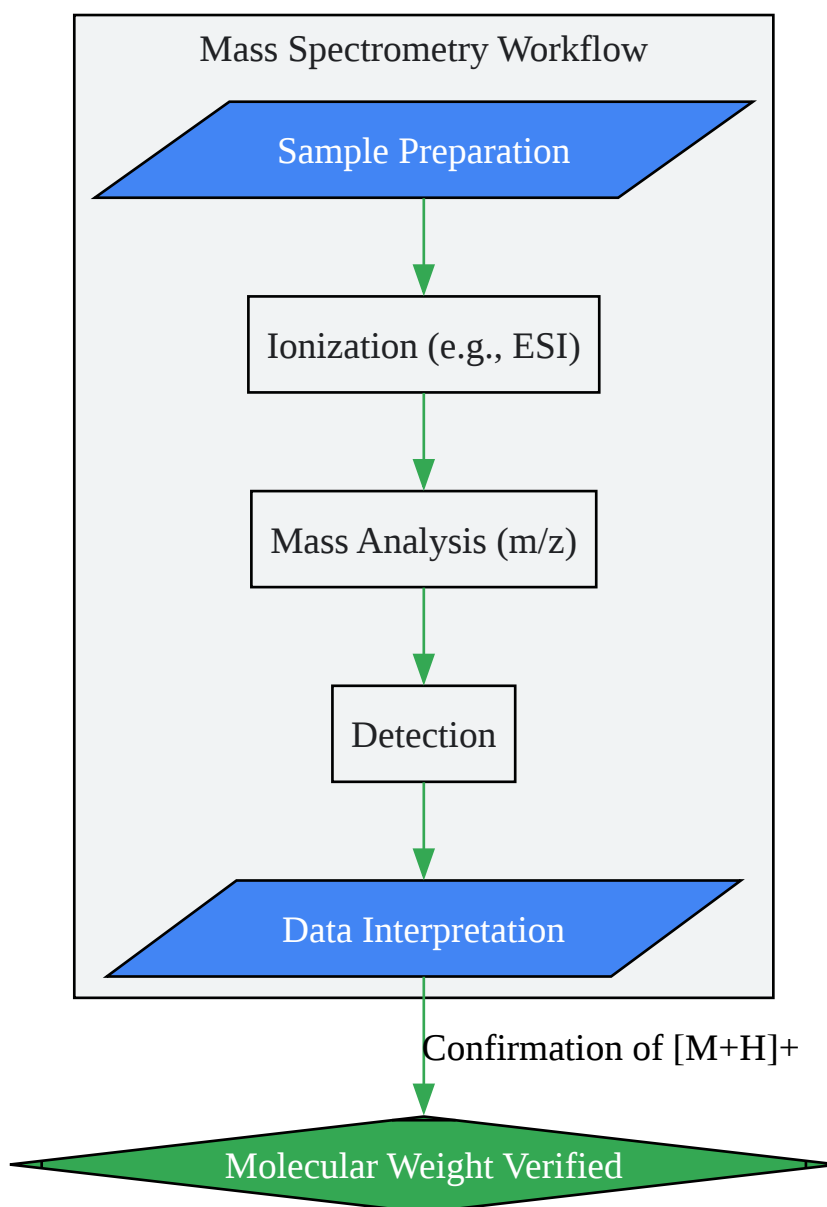 Mass Spectrometry Workflow
Sample Preparation
Ionization (e.g., ESI)
Mass Analysis (m/z)
Detection
Data Interpretation
Confirmation of [M+H]+
Molecular Weight Verified